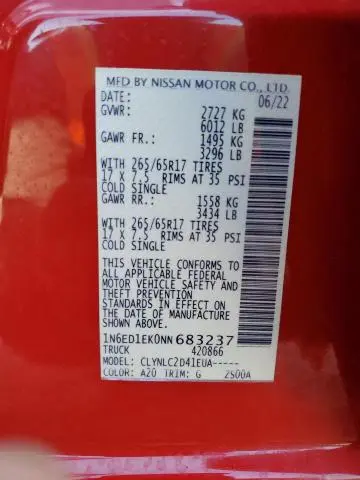 MFD BY NISSAN MOTOR CO., LTD.
DATE: 06/22
GVWR: 2727 KG
6012 LB
GAWR FR.: 1495 KG
3296 LB
WITH 265/65R17 TIRES
17 X 7.5 RIMS AT 35 PSI
COLD SINGLE
GAWR RR.: 1558 KG
3434 LB
WITH 265/65R17 TIRES
17 X 7.5 RIMS AT 35 PSI
COLD SINGLE
THIS VEHICLE CONFORMS TO
ALL APPLICABLE FEDERAL
MOTOR VEHICLE SAFETY AND
THEFT PREVENTION
STANDARDS IN EFFECT ON
THE DATE OF MANUFACTURE
SHOWN ABOVE.
1N6ED1EK0NN683237
TRUCK 420866
MODEL: CLYNLC2D41EUA-----
COLOR: A20 TRIM: G 2S00A